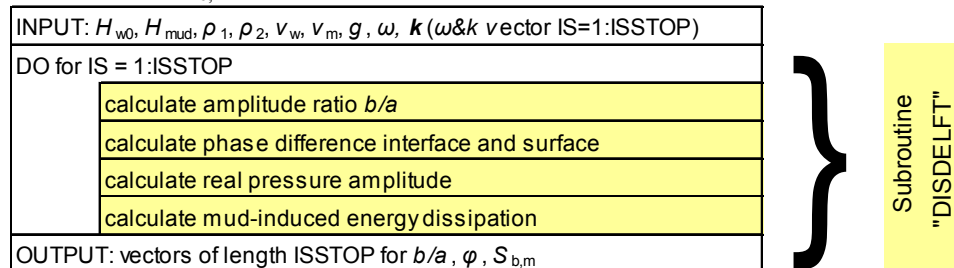 INPUT: H w0, H mud, ρ 1, ρ 2, ν w, ν m, g , ω, k (ω&k vector IS=1:ISSTOP)
DO for IS = 1:ISSTOP
calculate amplitude ratio b/a
calculate phase difference interface and surface
calculate real pressure amplitude
calculate mud-induced energy dissipation
OUTPUT: vectors of length ISSTOP for b/a , φ , S b,m
Subroutine
"DISDELFT"